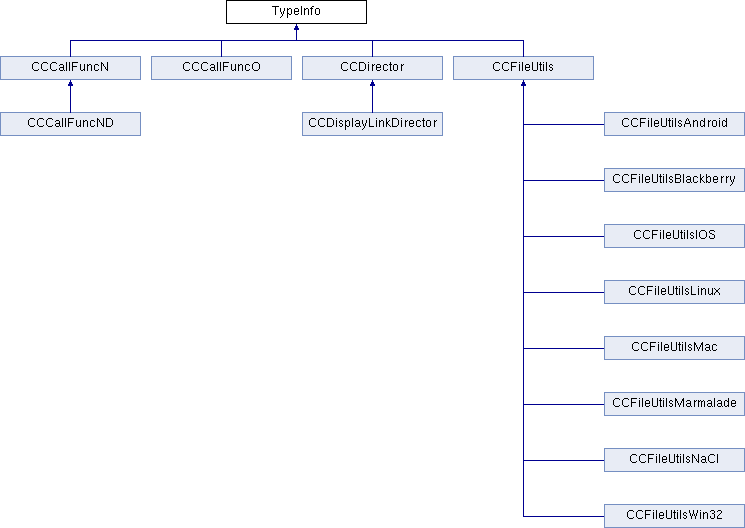 TypeInfo
CCCallFuncN
CCCallFuncO
CCDirector
CCFileUtils
CCCallFuncND
CCDisplayLinkDirector
CCFileUtilsAndroid
CCFileUtilsBlackberry
CCFileUtilsIOS
CCFileUtilsLinux
CCFileUtilsMac
CCFileUtilsMarmalade
CCFileUtilsNaCl
CCFileUtilsWin32